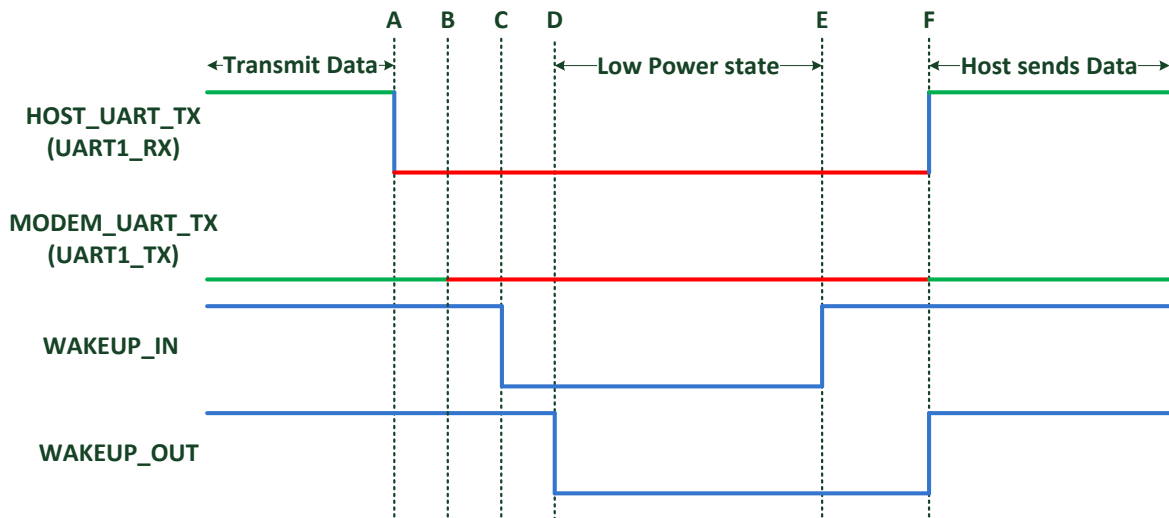 A B C D E F
Transmit Data Low Power state Host sends Data
HOST_UART_TX
(UART1_RX)
MODEM_UART_TX
(UART1_TX)
WAKEUP_IN
WAKEUP_OUT